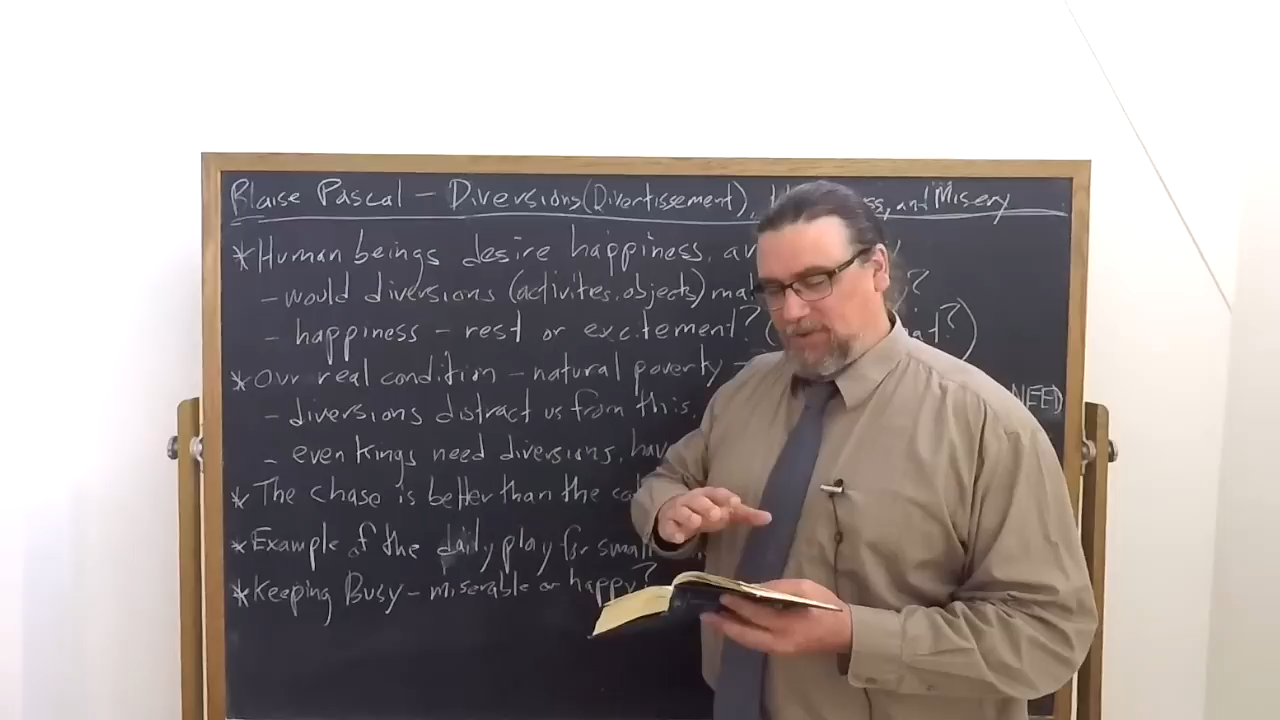 Blaise Pascal — Diversions (Divertissement), and Misery
* Human beings desire happiness,
- would diversions (activities, objects) ?
- happiness - rest or excitement? ?)
* Our real condition - natural poverty - NEED
- diversions distract us from this.
- even kings need diversions,
* The chase is better than the
* Example of the daily play for small
* Keeping Busy - miserable or happy?